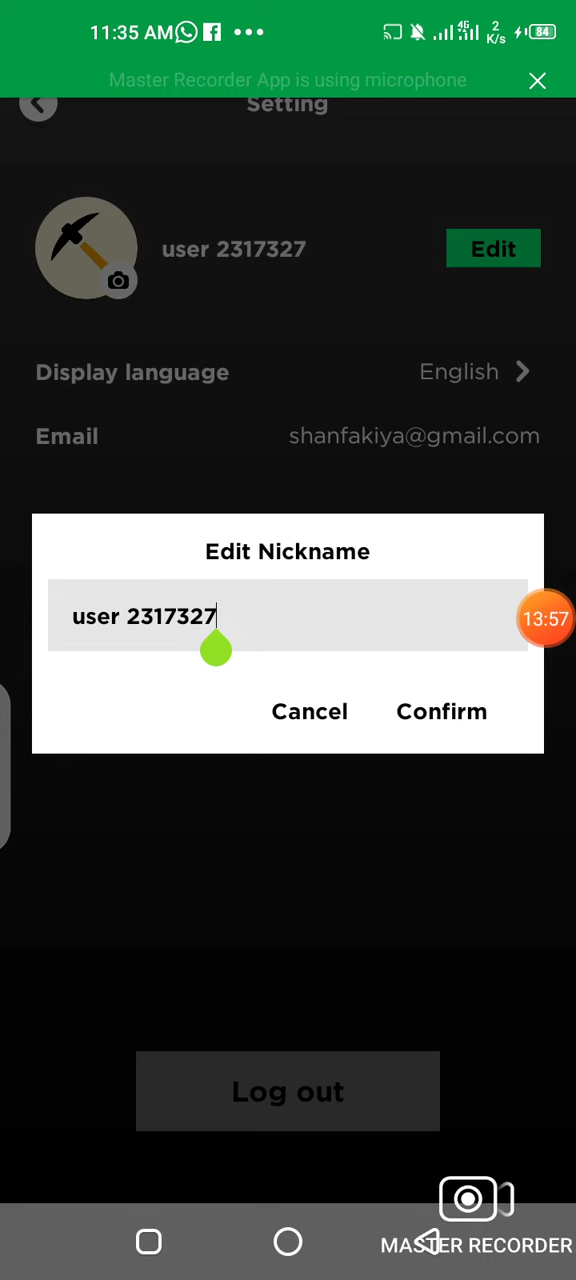 11:35 AM
4G
2
K/s
84
Master Recorder App is using microphone
Setting
user 2317327
Edit
Display language
English
Email
shanfakiya@gmail.com
Edit Nickname
user 2317327
13:57
Cancel
Confirm
Log out
MASTER RECORDER